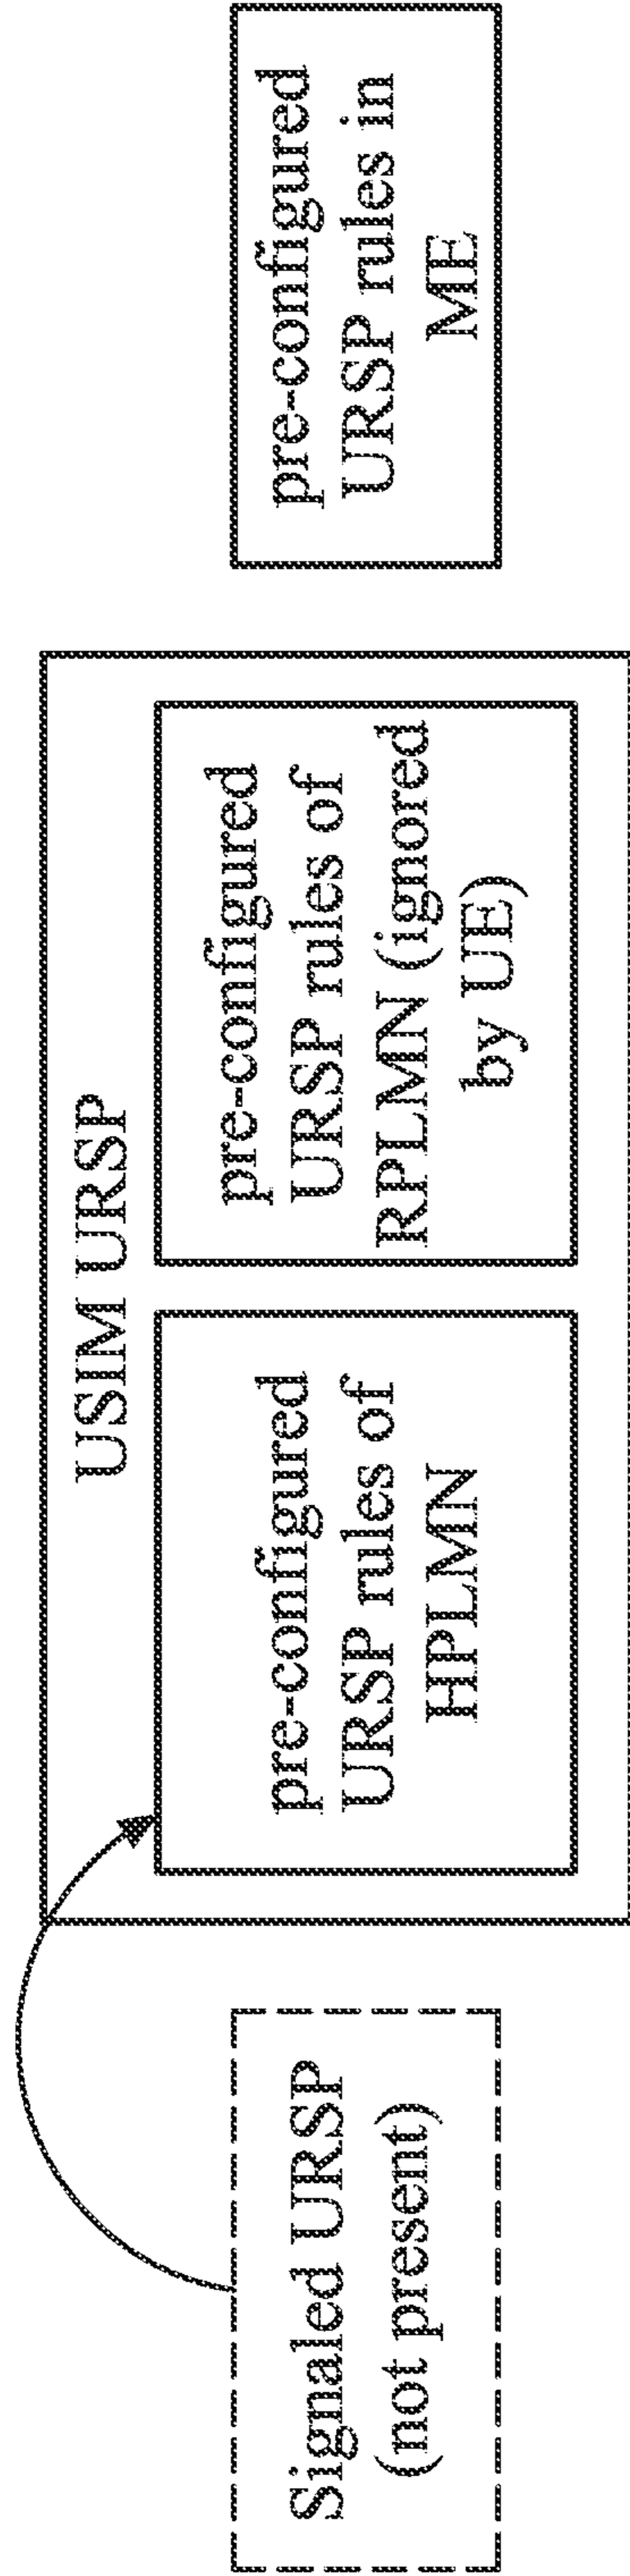 Signaled URSP
(not present)
USIM URSP
pre-configured
URSP rules of
HPLMN
pre-configured
URSP rules of
RPLMN (ignored
by UE)
pre-configured
URSP rules in
ME